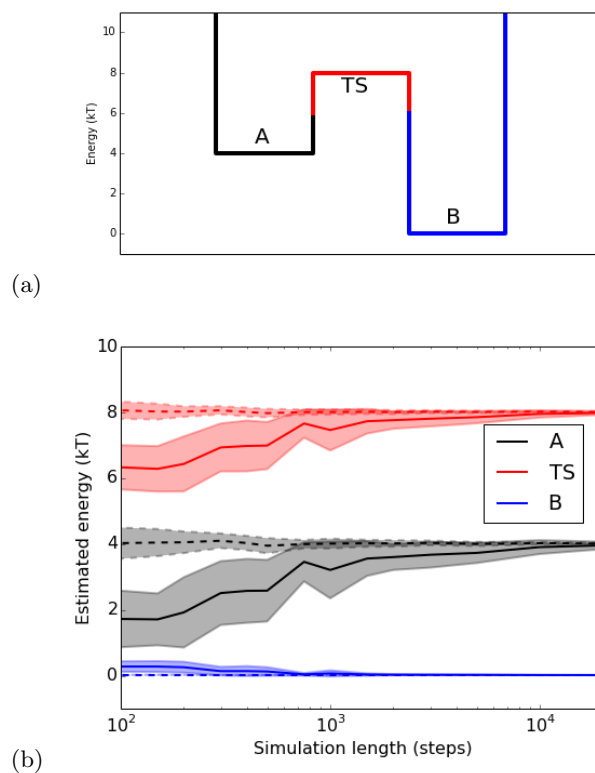 10
8
6
4
2
0
Energy (kT)
A
TS
B
(a)
10
8
6
4
2
0
Estimated energy (kT)
A
TS
B
10²
10³
10⁴
Simulation length (steps)
(b)